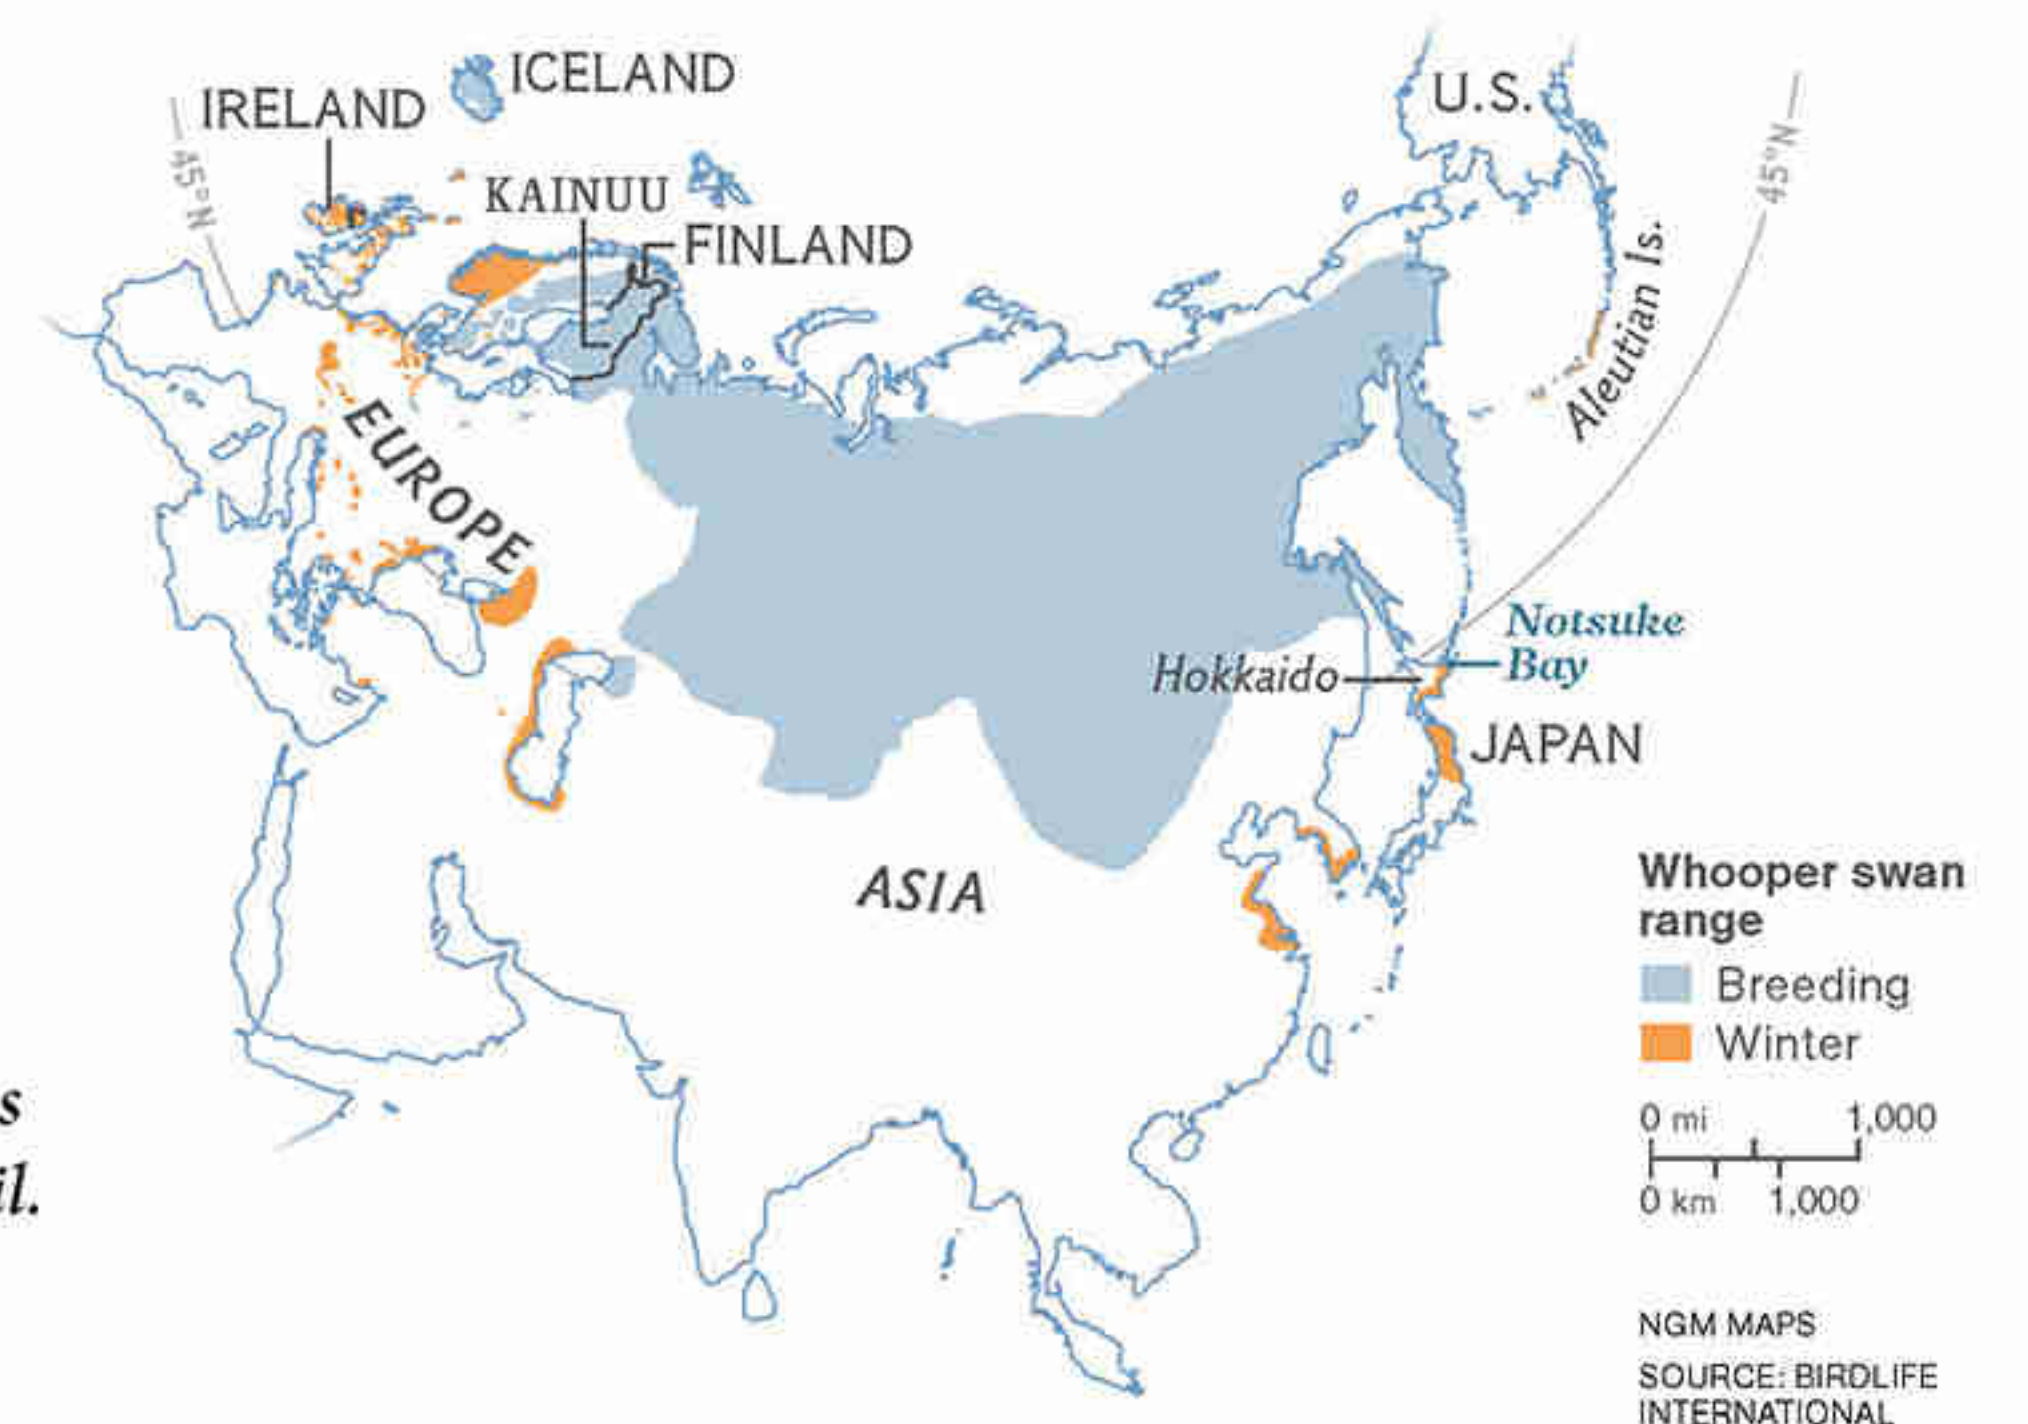 ICELAND
IRELAND
U.S.
45°N
45°N
KAINUU
FINLAND
Aleutian Is.
EUROPE
Notsuke
Bay
Hokkaido
JAPAN
ASIA
Whooper swan
range
Breeding
Winter
0 mi 1,000
0 km 1,000
s
il.
NGM MAPS
SOURCE: BIRDLIFE
INTERNATIONAL